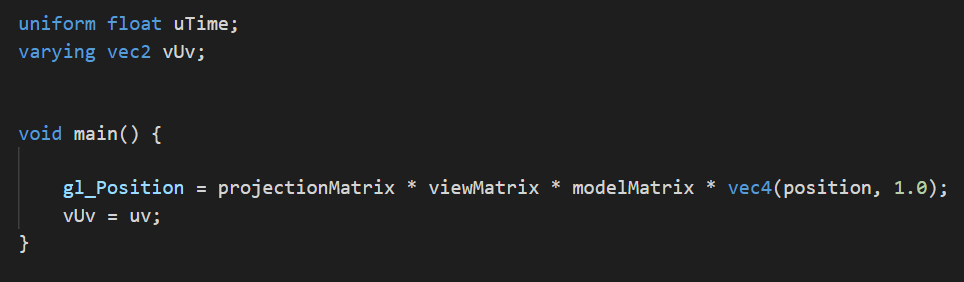 uniform float uTime;
varying vec2 vUv;
void main() {
gl_Position = projectionMatrix * viewMatrix * modelMatrix * vec4(position, 1.0);
vUv = uv;
}